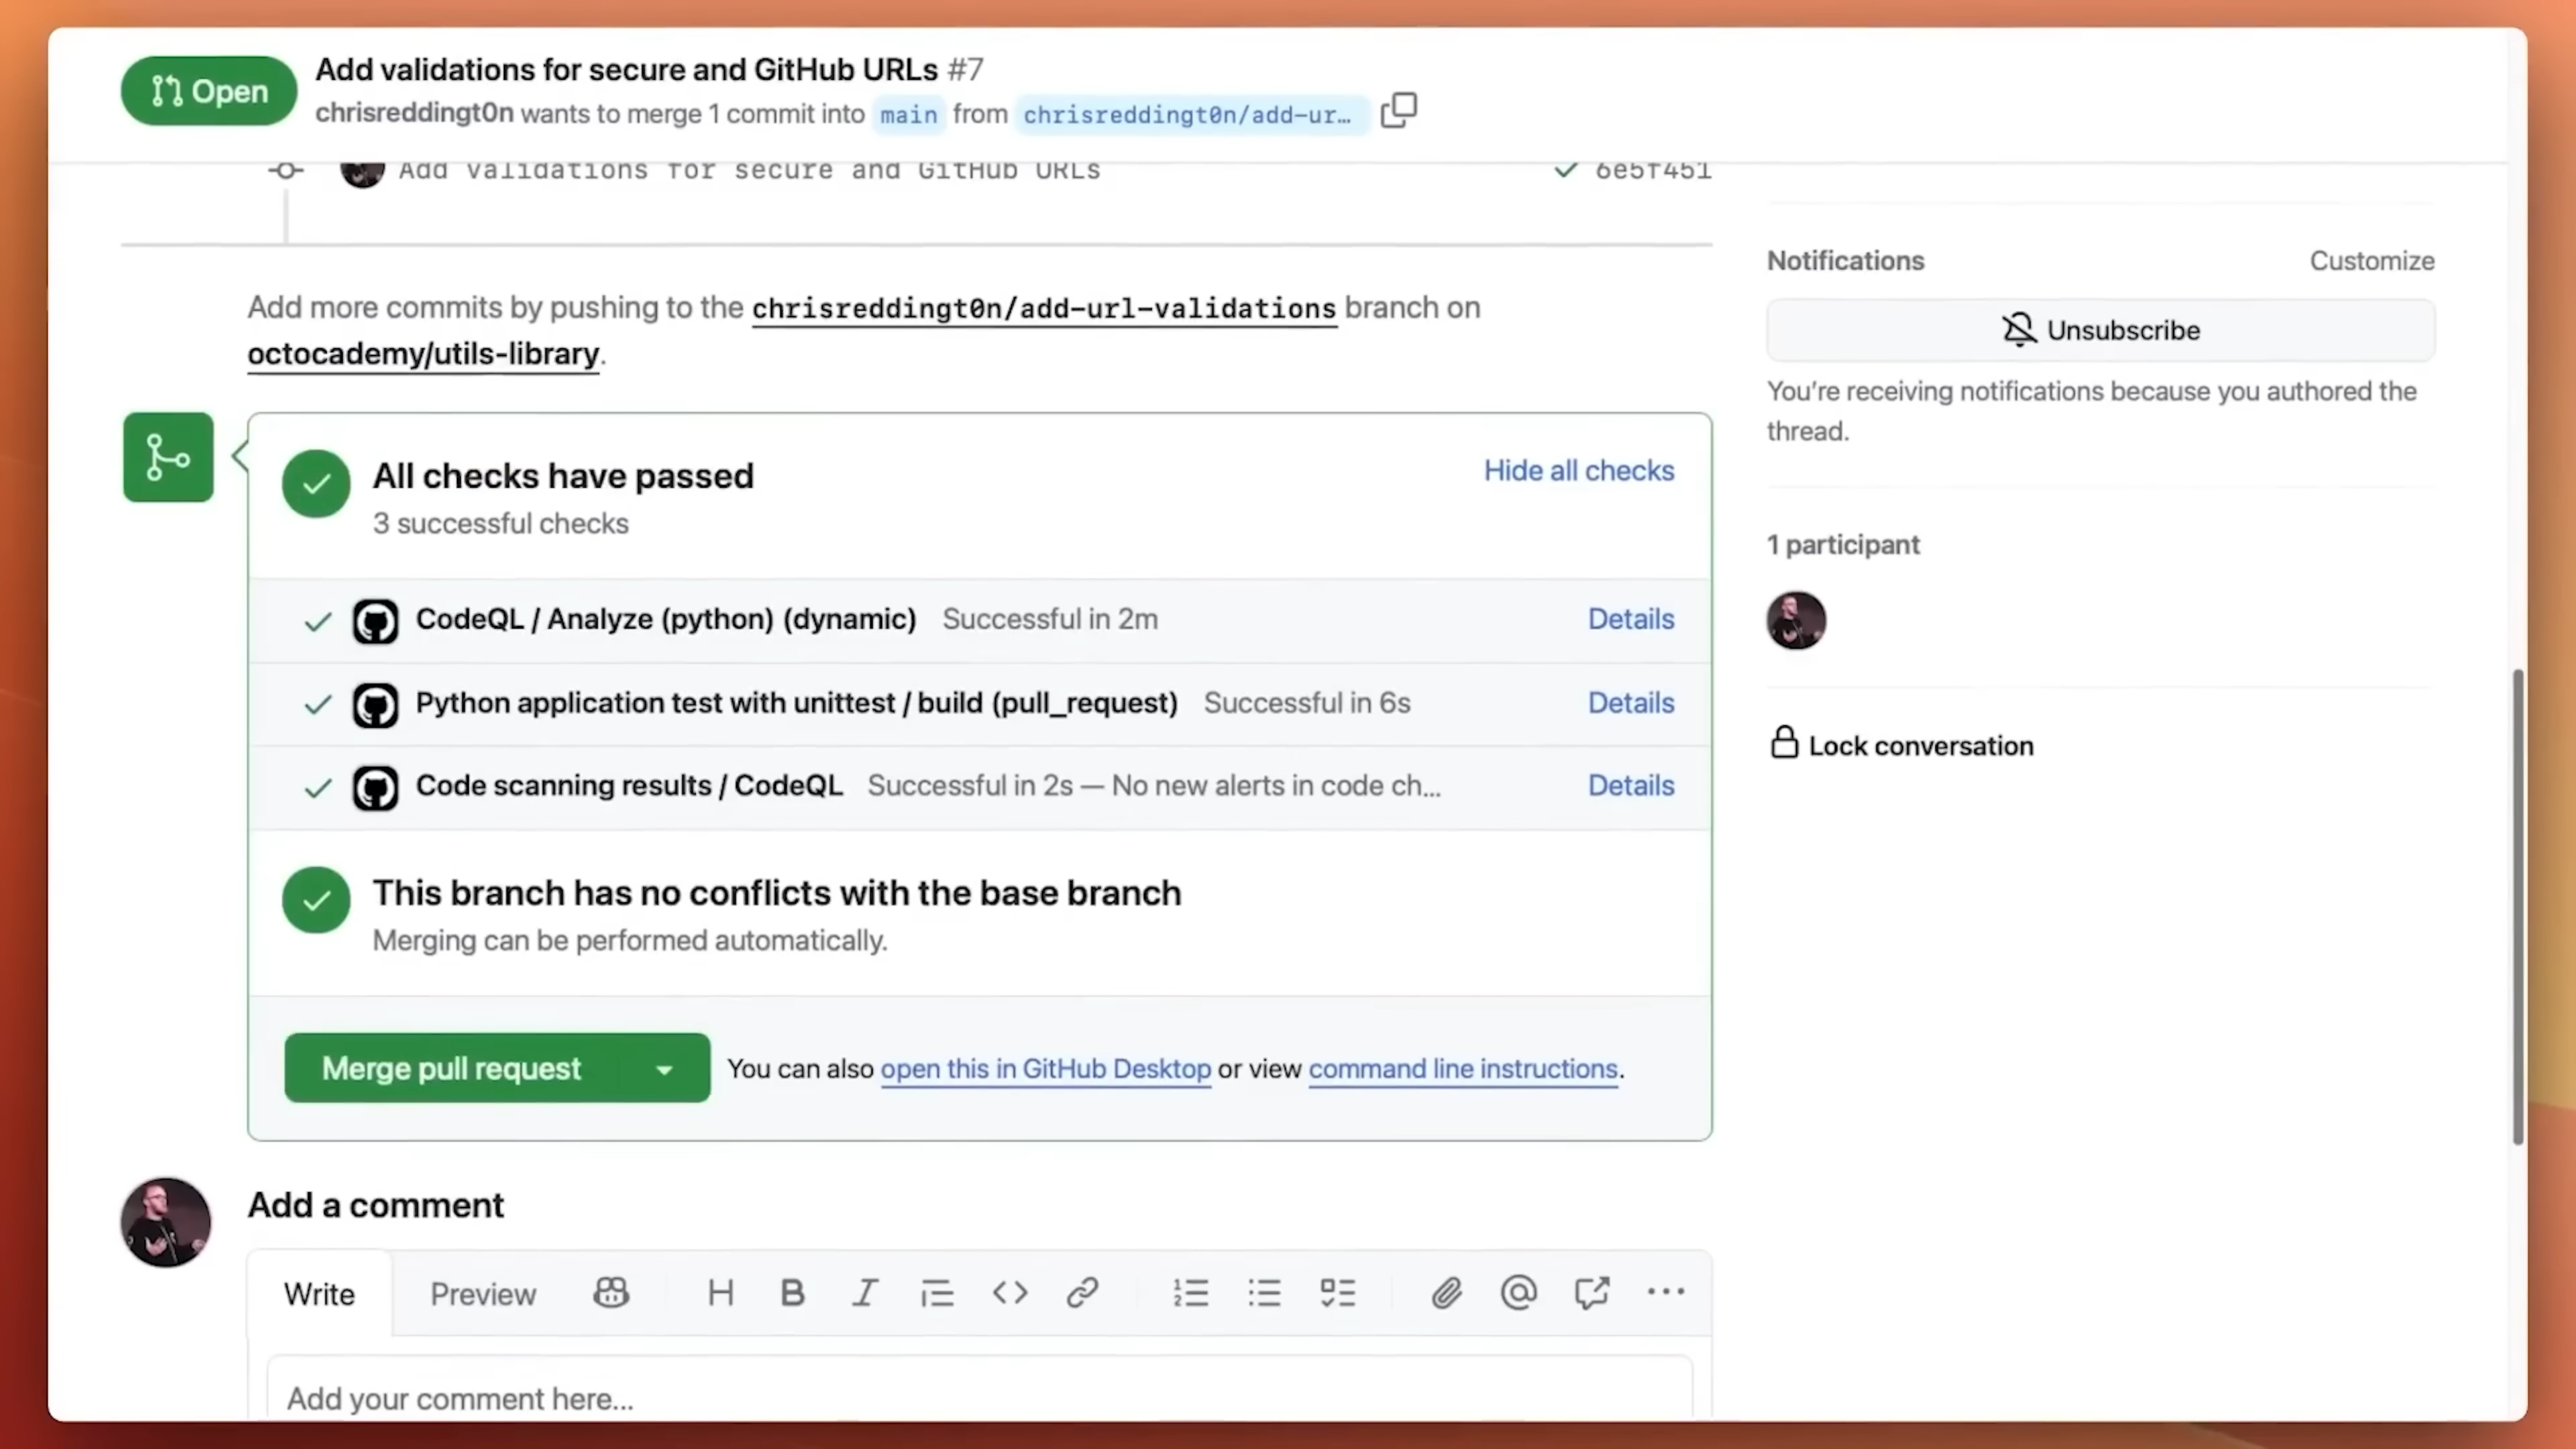 Open
Add validations for secure and GitHub URLs #7
chrisreddingt0n wants to merge 1 commit into main from chrisreddingt0n/add-ur…
Add validations for secure and GitHub URLs 6e5f451
Add more commits by pushing to the chrisreddingt0n/add-url-validations branch on
octocademy/utils-library.
All checks have passed
Hide all checks
3 successful checks
CodeQL / Analyze (python) (dynamic) Successful in 2m Details
Python application test with unittest / build (pull_request) Successful in 6s Details
Code scanning results / CodeQL Successful in 2s — No new alerts in code ch... Details
This branch has no conflicts with the base branch
Merging can be performed automatically.
Merge pull request
You can also open this in GitHub Desktop or view command line instructions.
Add a comment
Write Preview
Add your comment here...
Notifications Customize
Unsubscribe
You're receiving notifications because you authored the
thread.
1 participant
Lock conversation